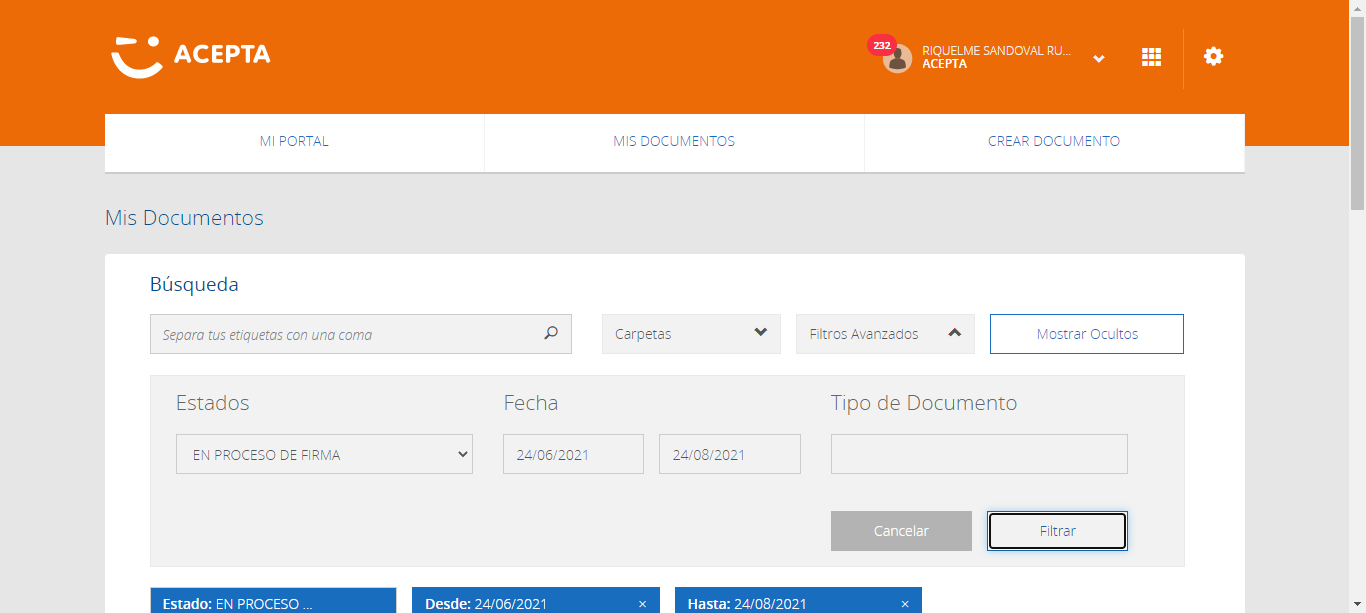 ACEPTA
232
RIQUELME SANDOVAL RU...
ACEPTA
MI PORTAL
MIS DOCUMENTOS
CREAR DOCUMENTO
Mis Documentos
Búsqueda
Separa tus etiquetas con una coma
Carpetas
Filtros Avanzados
Mostrar Ocultos
Estados
Fecha
Tipo de Documento
EN PROCESO DE FIRMA
24/06/2021
24/08/2021
Cancelar
Filtrar
Estado: EN PROCESO ...
Desde: 24/06/2021 ×
Hasta: 24/08/2021 ×